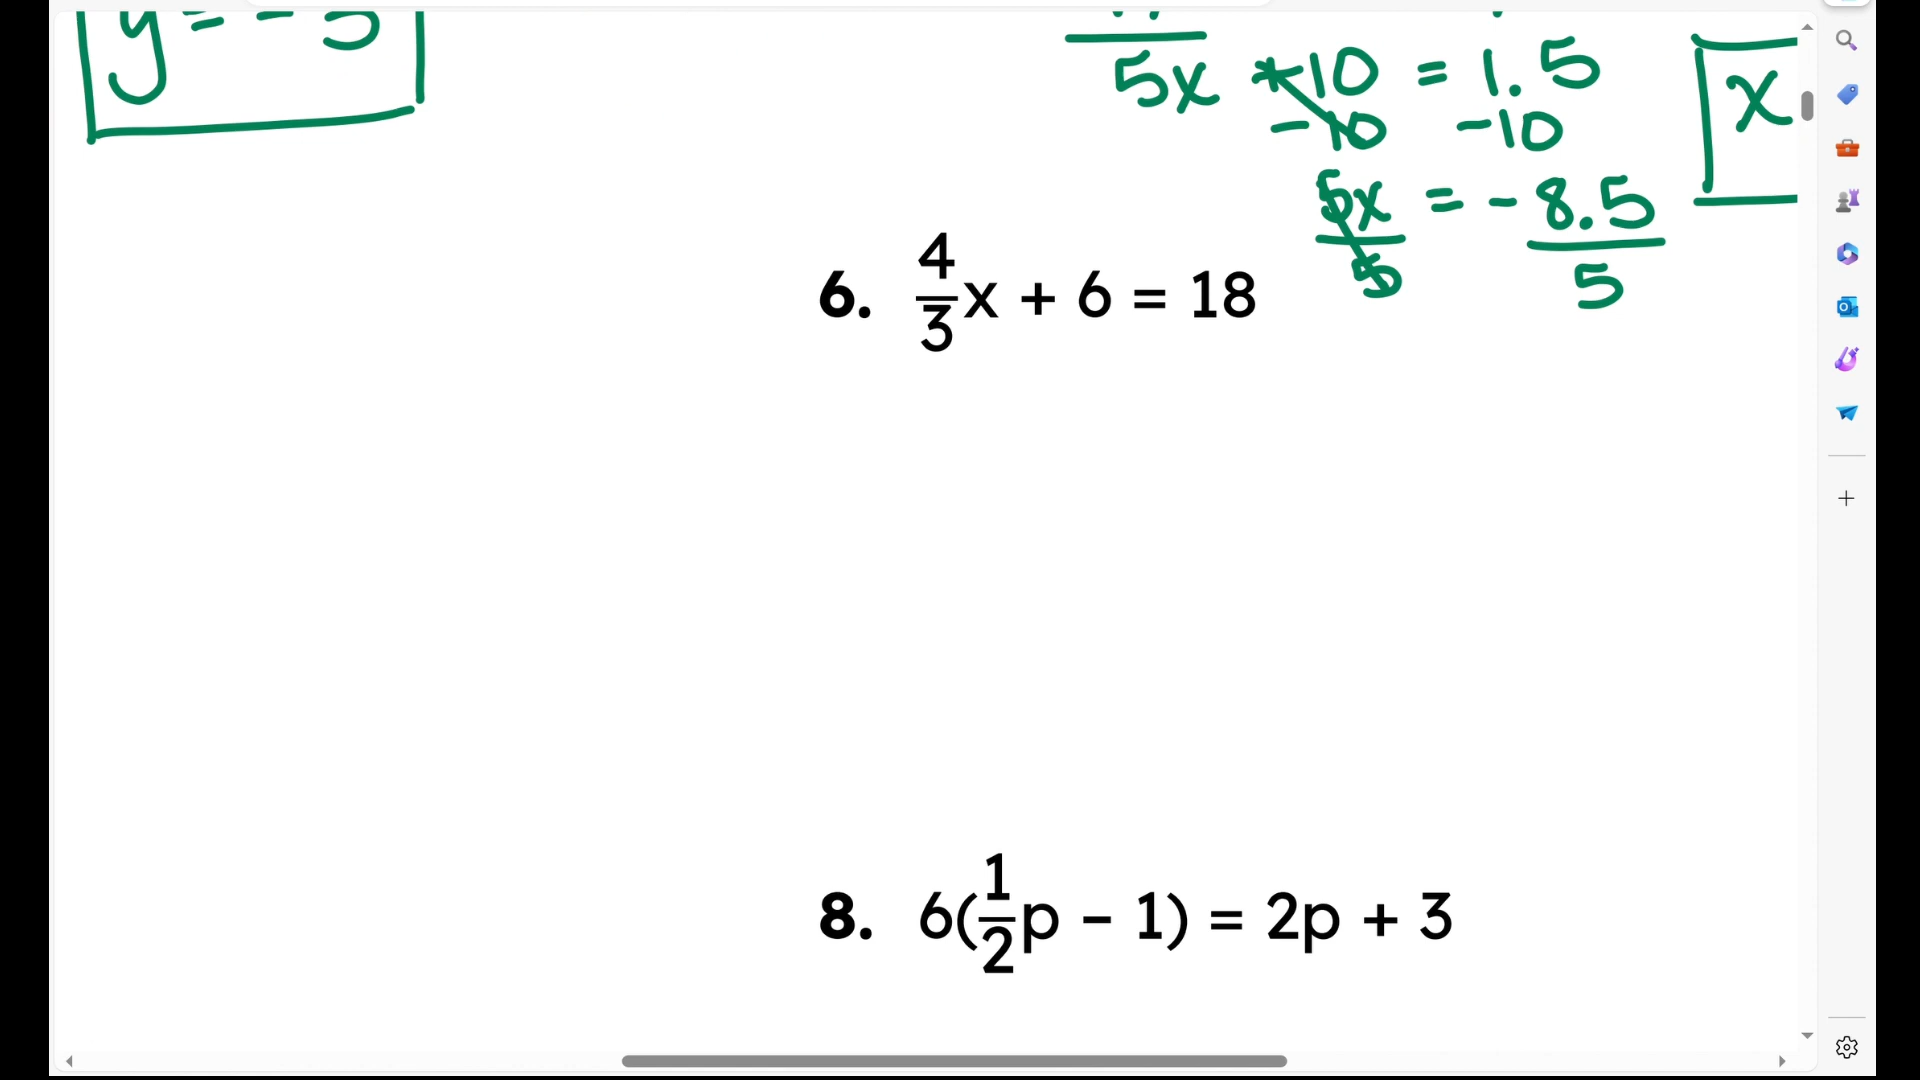 y = - 5
5x + 10 = 1.5
- 10 - 10
5x = - 8.5
5 5
x
6. 4/3x + 6 = 18
8. 6(1/2p - 1) = 2p + 3